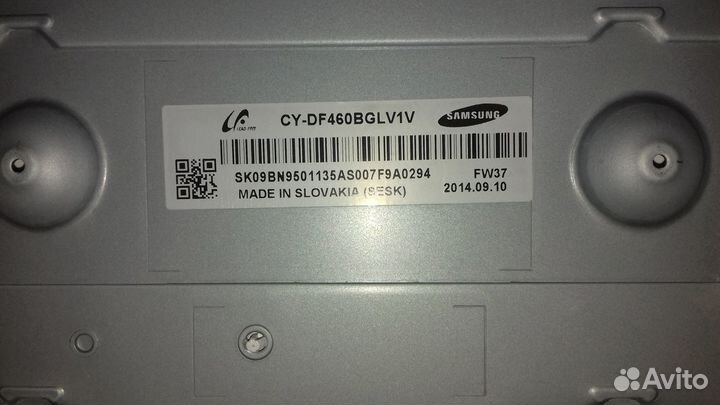 CY-DF460BGLV1V
SAMSUNG
SK09BN9501135AS007F9A0294
FW37
MADE IN SLOVAKIA (SESK)
2014.09.10
Avito